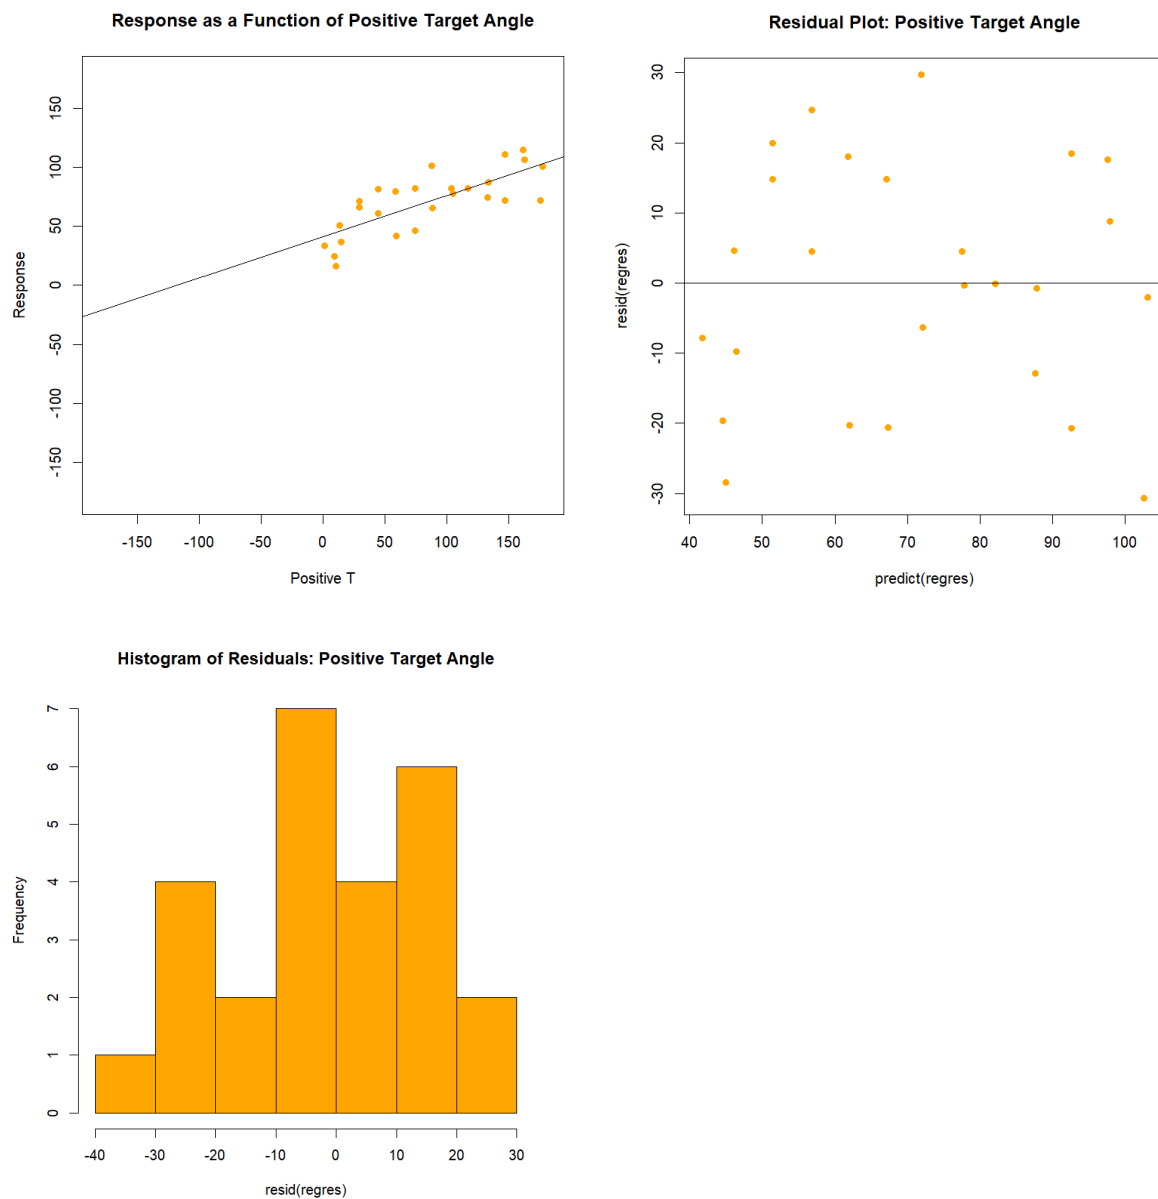 Response as a Function of Positive Target Angle
Response
150
100
50
0
-50
-100
-150
-150 -100 -50 0 50 100 150
Positive T
Residual Plot: Positive Target Angle
resid(regres)
30
20
10
0
-10
-20
-30
40 50 60 70 80 90 100
predict(regres)
Histogram of Residuals: Positive Target Angle
Frequency
7
6
5
4
3
2
1
0
-40 -30 -20 -10 0 10 20 30
resid(regres)